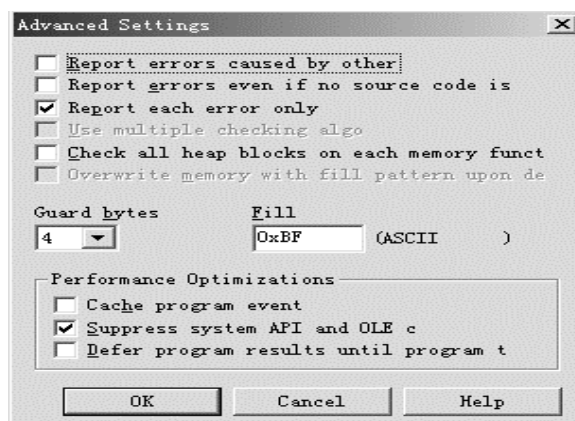 Advanced Settings
Report errors caused by other
Report errors even if no source code is
Report each error only
Use multiple checking algo
Check all heap blocks on each memory funct
Overwrite memory with fill pattern upon de
Guard bytes Fill
4 0xBF (ASCII )
Performance Optimizations
Cache program event
Suppress system API and OLE c
Defer program results until program t
OK Cancel Help